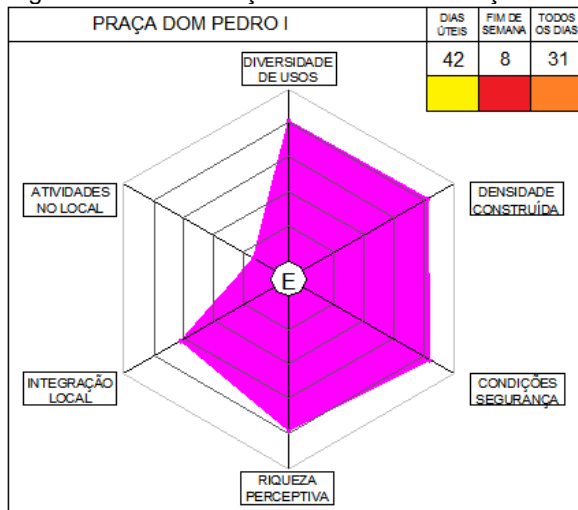 PRAÇA DOM PEDRO I
DIAS
ÚTEIS
FIM DE
SEMANA
TODOS
OS DIAS
42
8
31
DIVERSIDADE
DE USOS
ATIVIDADES
NO LOCAL
DENSIDADE
CONSTRUÍDA
E
INTEGRAÇÃO
LOCAL
CONDIÇÕES
SEGURANÇA
RIQUEZA
PERCEPTIVA